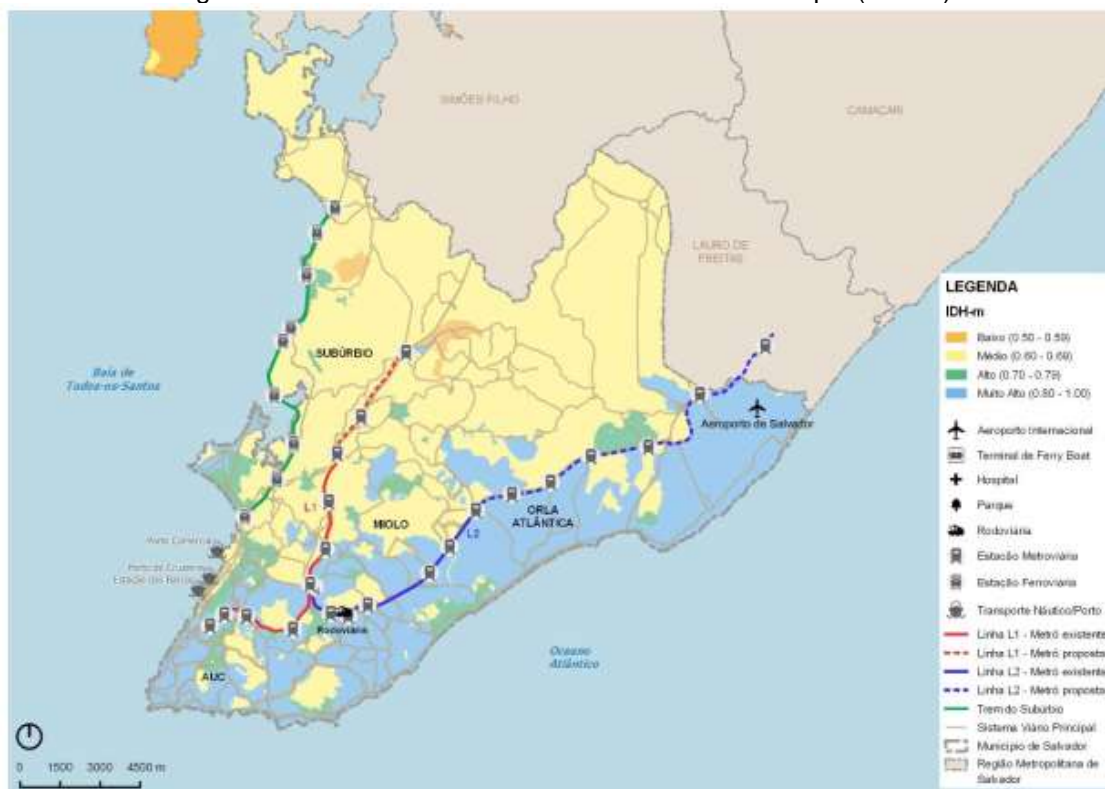 SIMÕES FILHO
CAMAÇARI
LAURO DE
FREITAS
SUBÚRBIO
Baía de
Todos-os-Santos
Aeroporto de Salvador
L1
MIOLO
ORLA
ATLÂNTICA
L2
Porto Comercial
Rodoviária
AUC
Oceano
Atlântico
0 1500 3000 4500 m
LEGENDA
IDH-m
Baixo (0.50 - 0.59)
Médio (0.60 - 0.69)
Alto (0.70 - 0.79)
Muito Alto (0.80 - 1.00)
Aeroporto Internacional
Terminal de Ferry Boat
Hospital
Parque
Rodoviária
Estação Metroviária
Estação Ferroviária
Transporte Náutico/Porto
Linha L1 - Metrô existente
Linha L1 - Metrô proposta
Linha L2 - Metrô existente
Linha L2 - Metrô proposta
Trem do Subúrbio
Sistema Viário Principal
Município de Salvador
Região Metropolitana de
Salvador